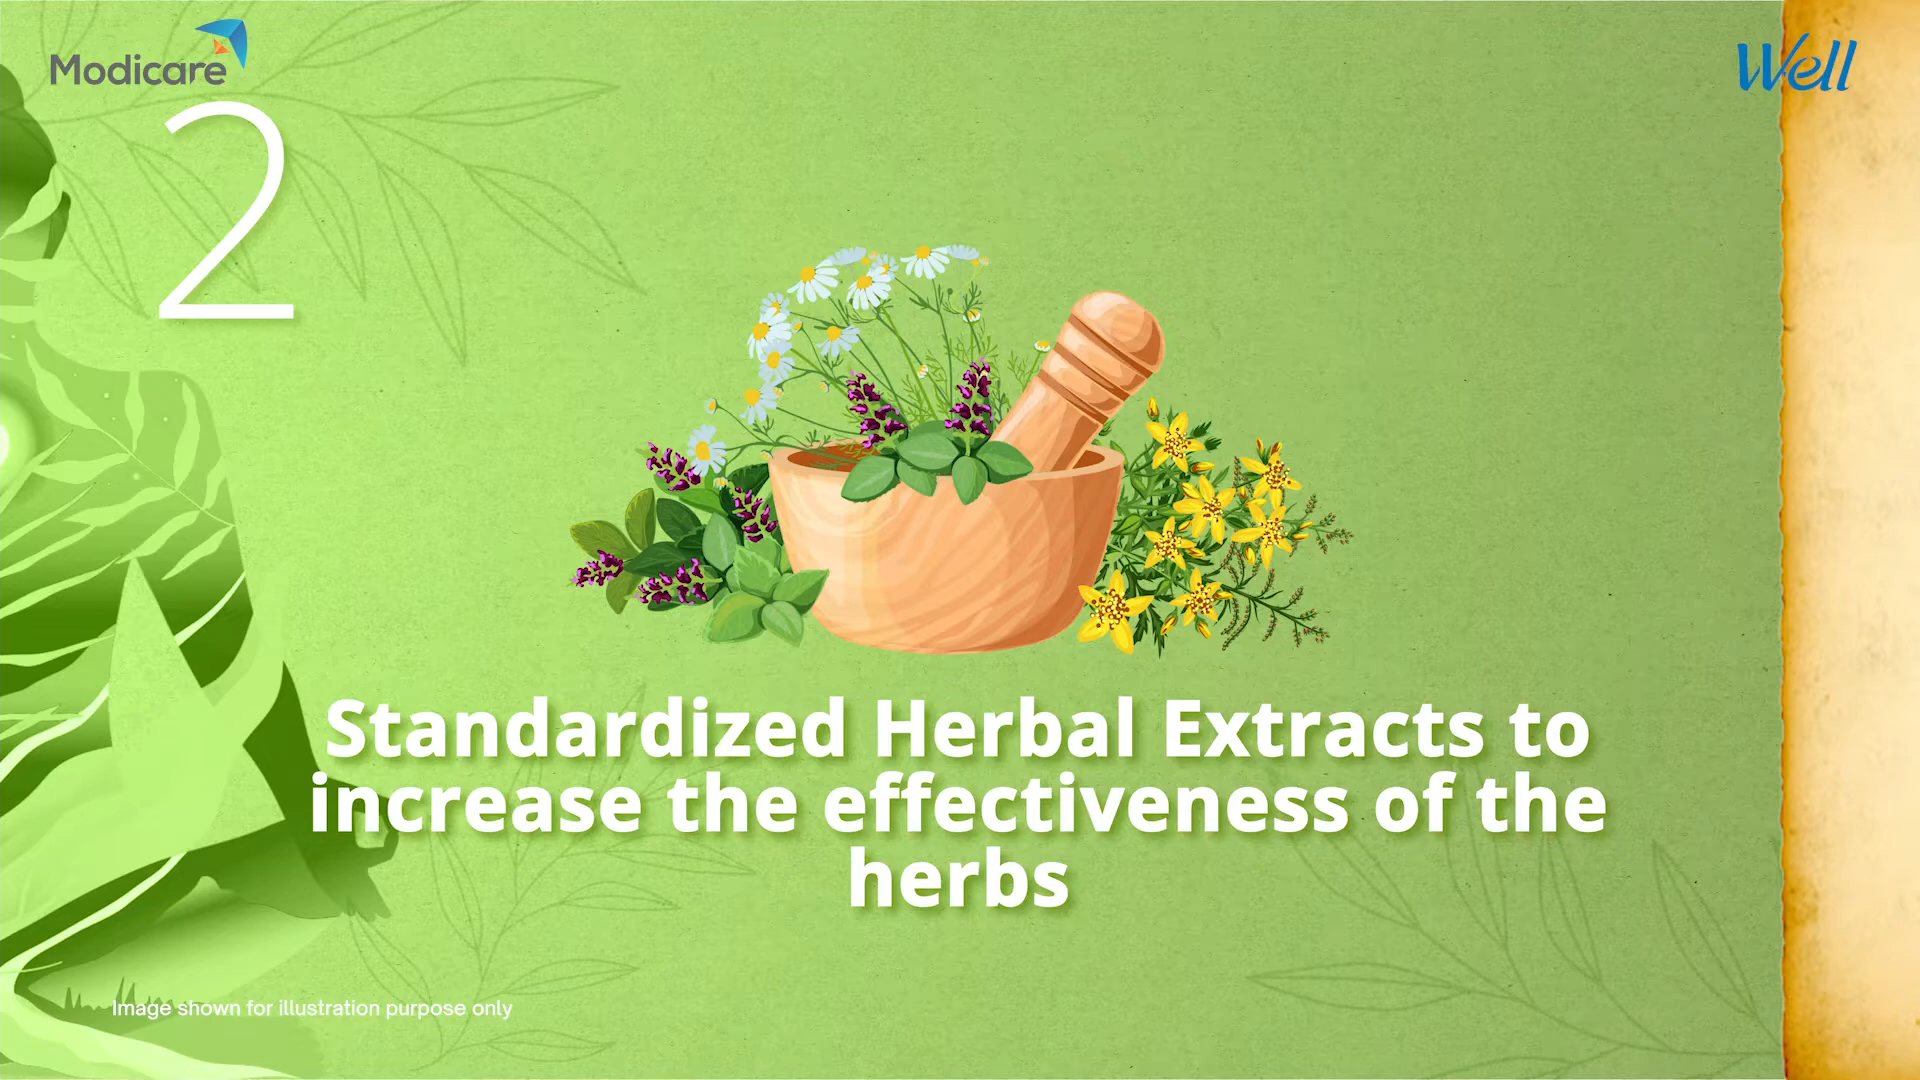 Modicare
Well
2
Standardized Herbal Extracts to
increase the effectiveness of the
herbs
Image shown for illustration purpose only